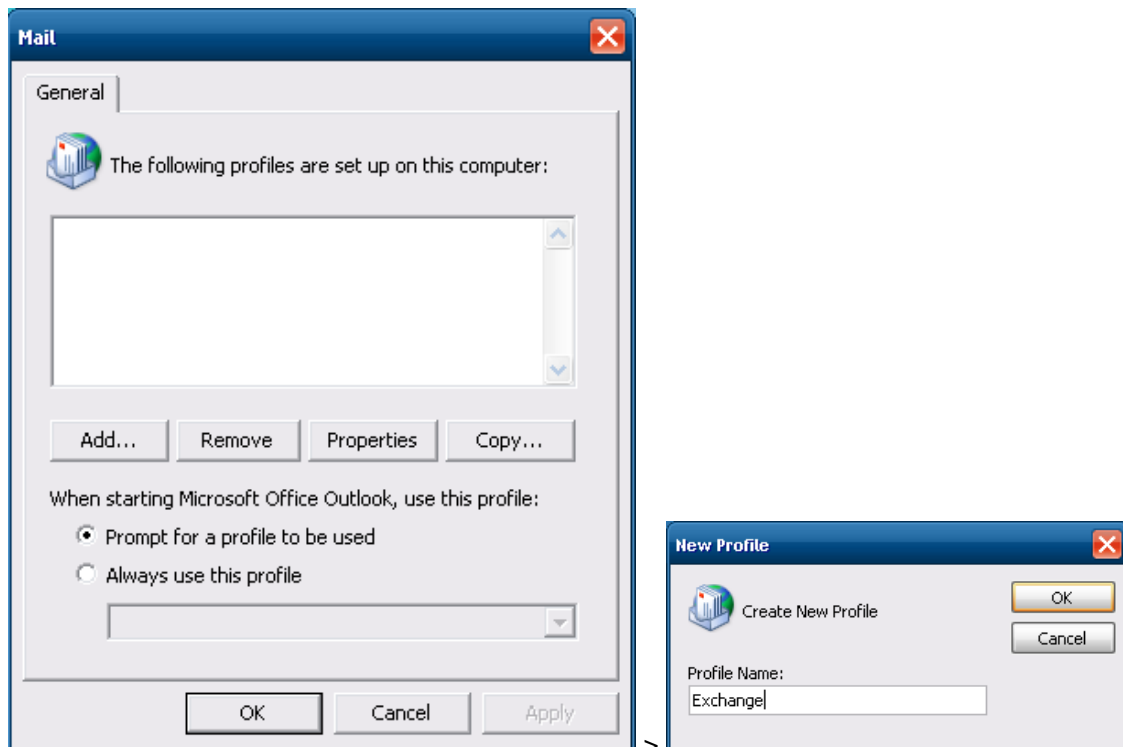 Mail
General
The following profiles are set up on this computer:
Add... Remove Properties Copy...
When starting Microsoft Office Outlook, use this profile:
Prompt for a profile to be used
Always use this profile
OK Cancel Apply
>
New Profile
Create New Profile
OK
Cancel
Profile Name:
Exchange